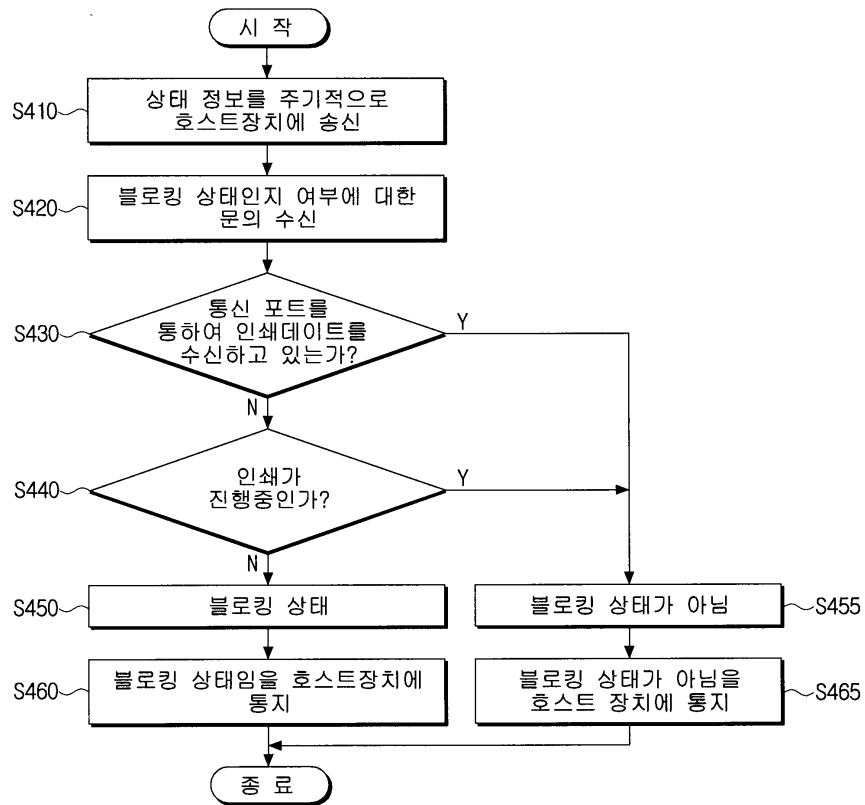 시 작
S410
상태 정보를 주기적으로
호스트장치에 송신
S420
블로킹 상태인지 여부에 대한
문의 수신
S430
통신 포트를
통하여 인쇄데이트를
수신하고 있는가?
Y
N
S440
인쇄가
진행중인가?
Y
N
S450
블로킹 상태
블로킹 상태가 아님
S455
S460
블로킹 상태임을 호스트장치에
통지
블로킹 상태가 아님을
호스트 장치에 통지
S465
종 료